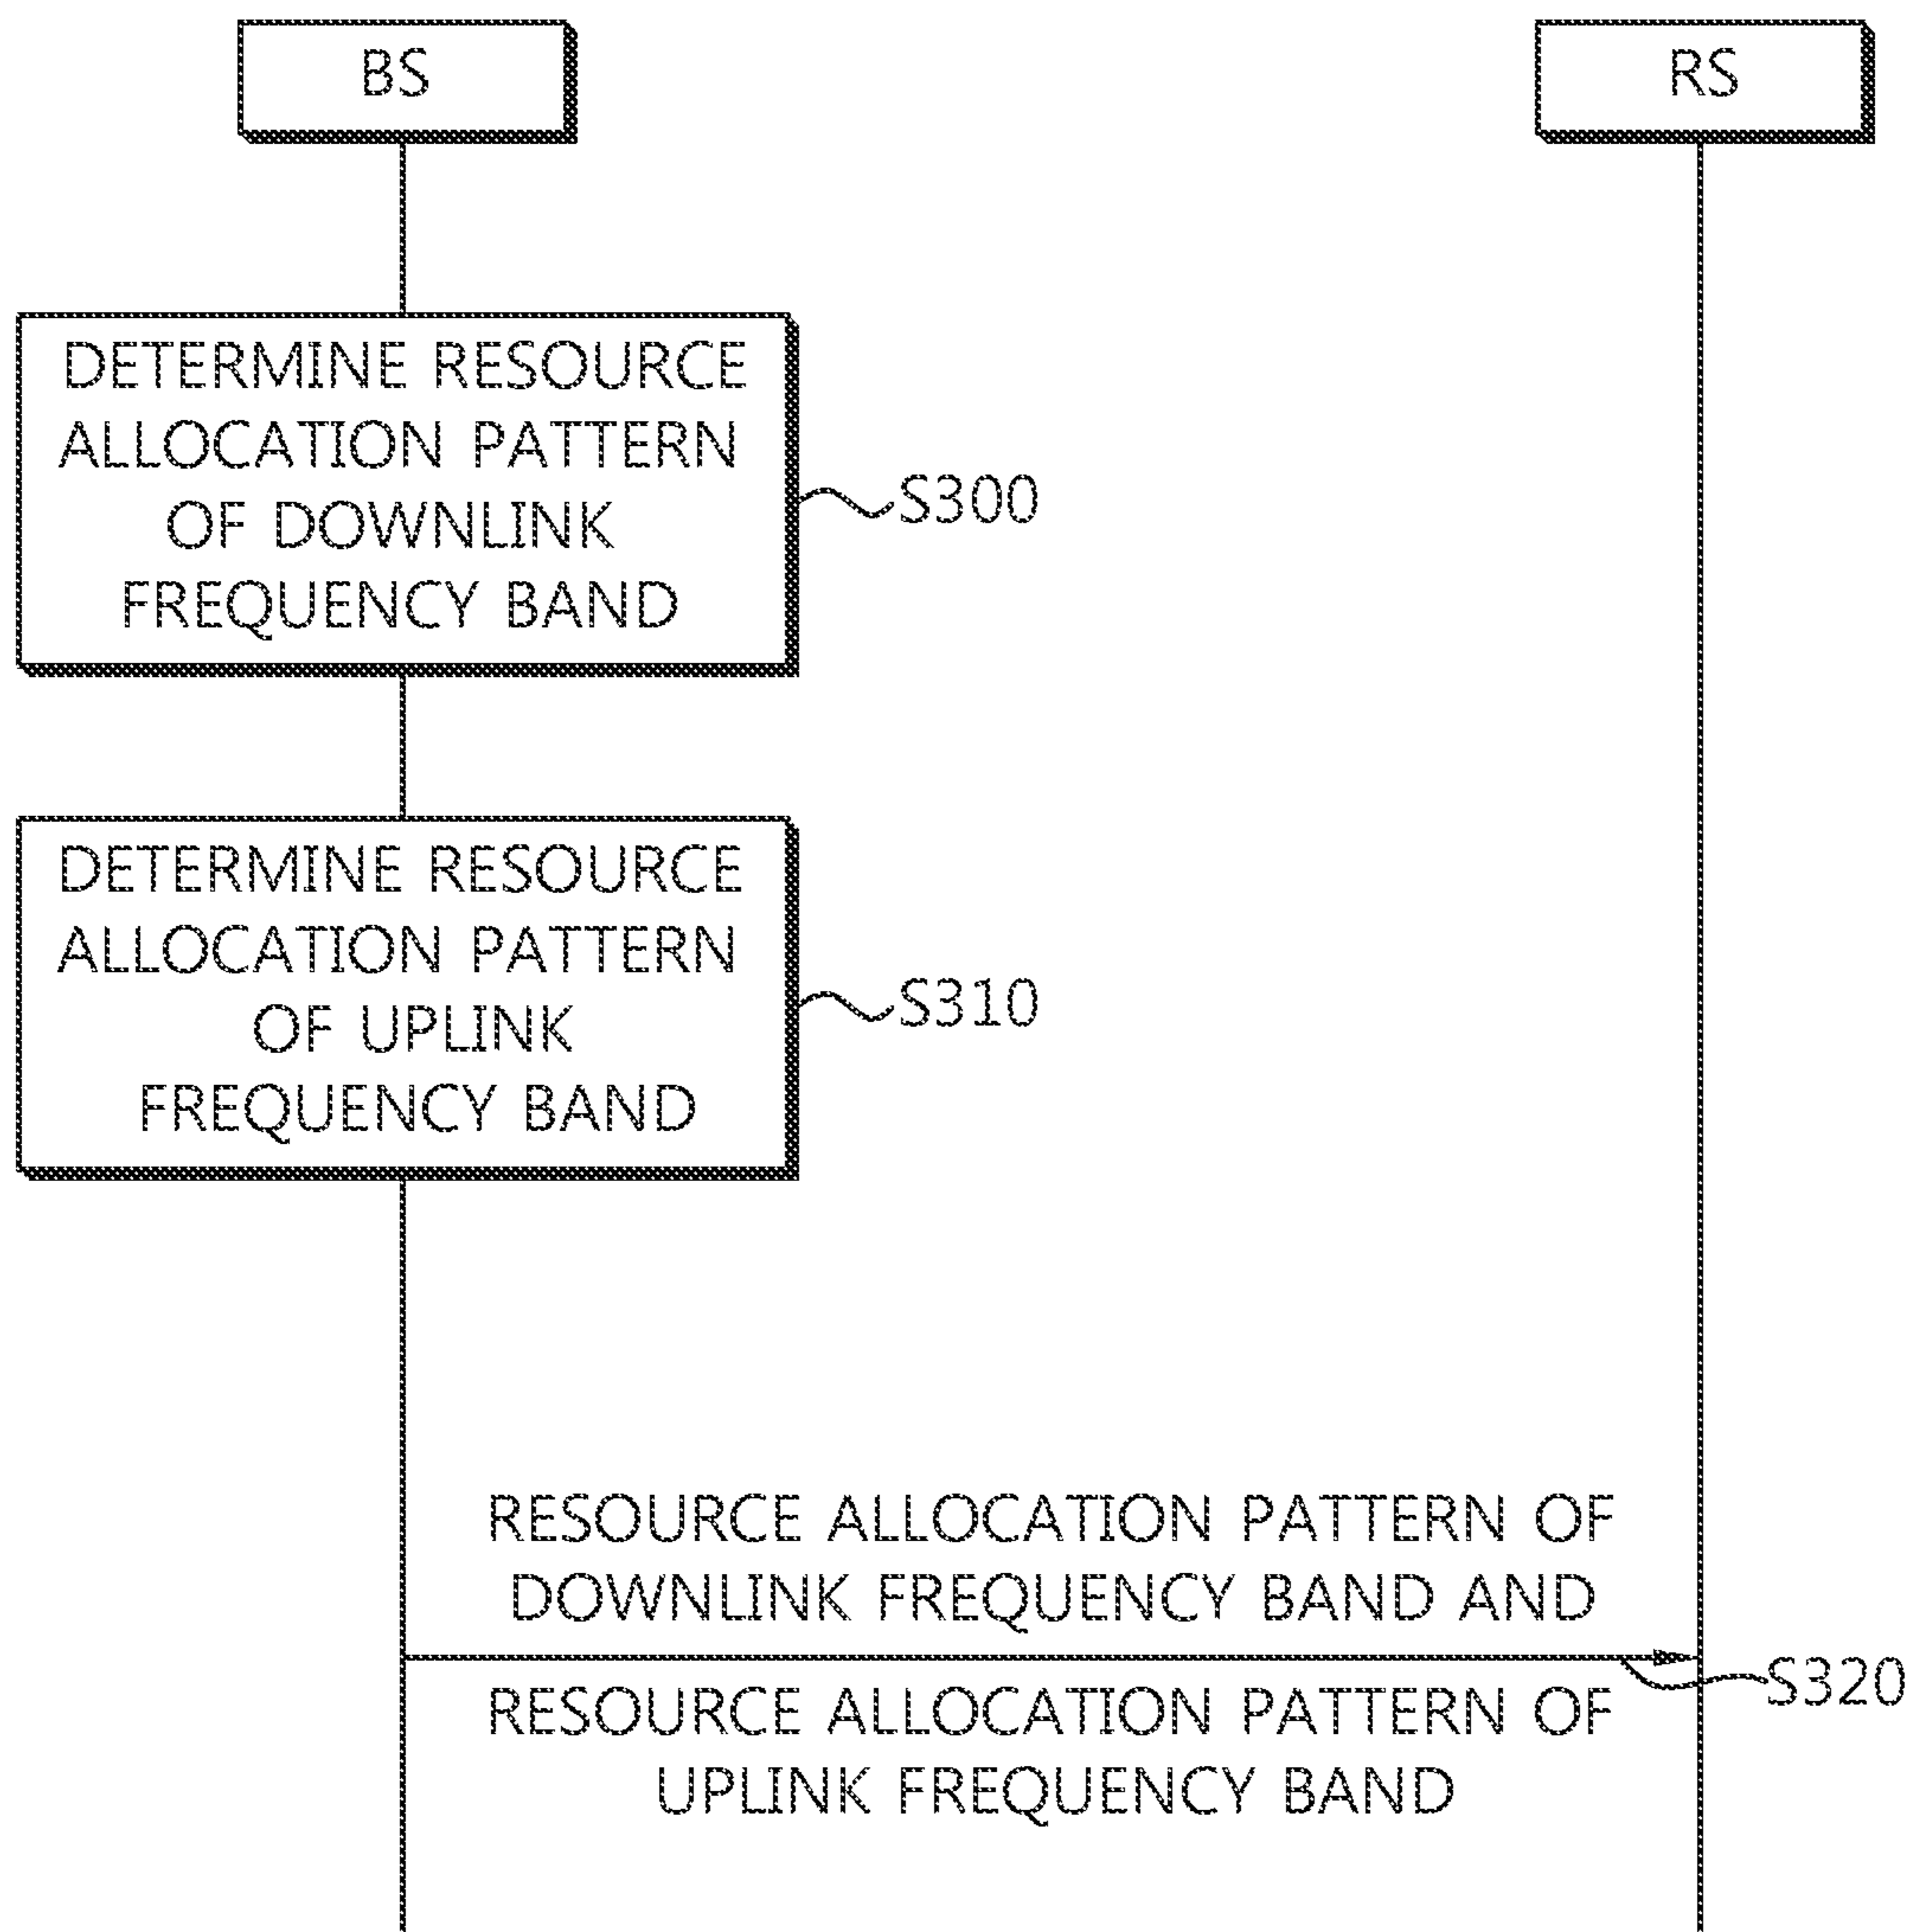 BS
RS
DETERMINE RESOURCE
ALLOCATION PATTERN
OF DOWNLINK
FREQUENCY BAND
S300
DETERMINE RESOURCE
ALLOCATION PATTERN
OF UPLINK
FREQUENCY BAND
S310
RESOURCE ALLOCATION PATTERN OF
DOWNLINK FREQUENCY BAND AND
S320
RESOURCE ALLOCATION PATTERN OF
UPLINK FREQUENCY BAND